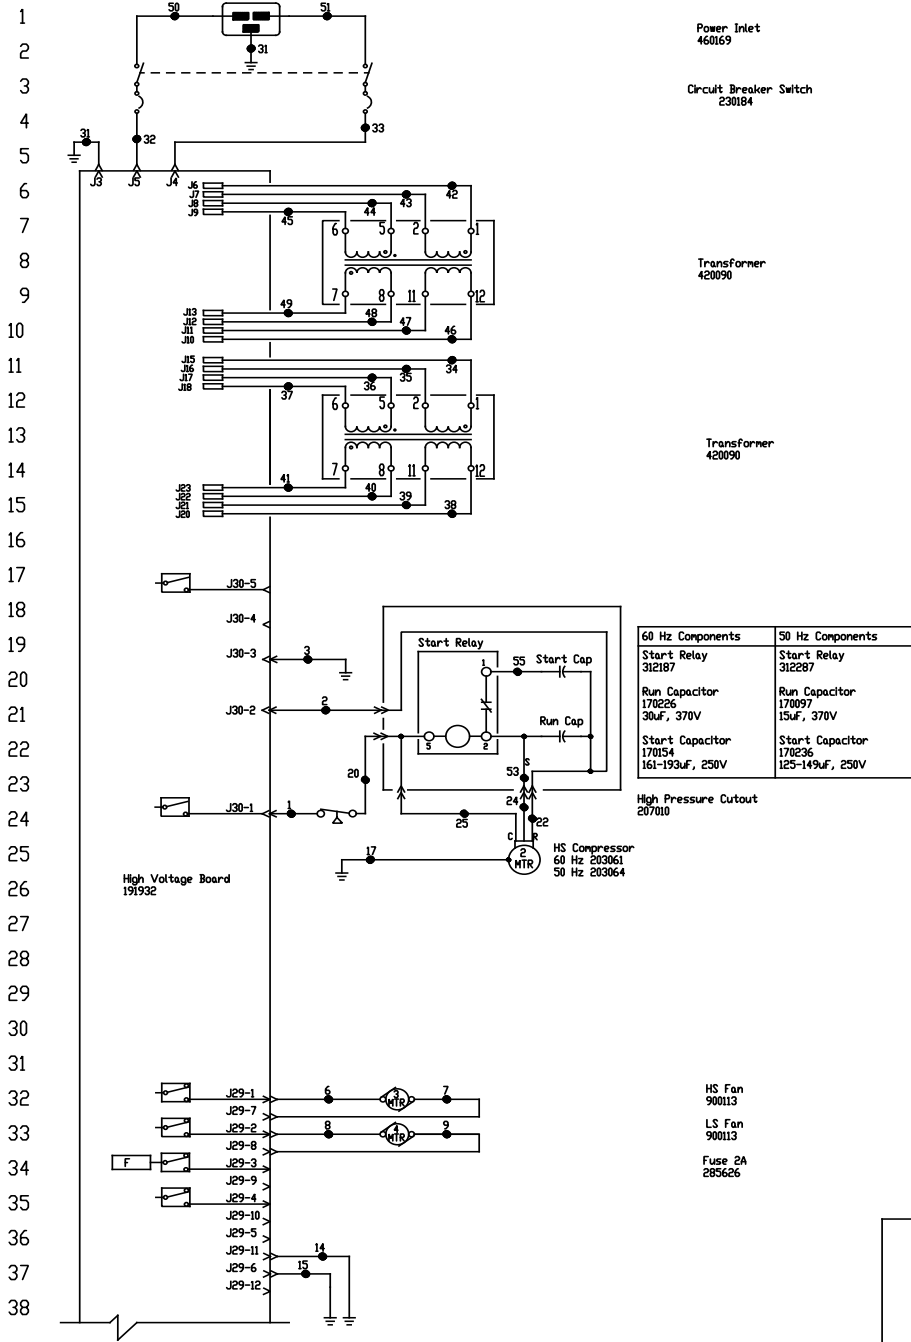 1
50
51
Power Inlet
460169
2
31
3
Circuit Breaker Switch
230184
4
33
31
32
5
J3
J5
J4
6
J6
J7
J8
J9
42
43
44
45
7
6
5
2
1
8
Transformer
420090
9
7
8
11
12
10
J13
J12
J11
J10
49
48
47
46
11
J15
J16
J17
J18
34
35
36
37
12
6
5
2
1
13
Transformer
420090
14
7
8
11
12
15
J23
J22
J21
J20
41
40
39
38
16
17
J30-5
18
J30-4
19
J30-3
3
Start Relay
1
55
Start Cap
20
21
J30-2
2
Run Cap
22
5
2
S
53
23
20
24
J30-1
1
24
25
22
C
R
25
17
2
MTR
HS Compressor
60 Hz 203061
50 Hz 203064
60 Hz Components
50 Hz Components
Start Relay
312187
Start Relay
312287
Run Capacitor
170226
30uF, 370V
Run Capacitor
170097
15uF, 370V
Start Capacitor
170154
161-193uF, 250V
Start Capacitor
170236
125-149uF, 250V
High Pressure Cutout
207010
High Voltage Board
191932
26
27
28
29
30
31
32
J29-1
6
3
MTR
7
HS Fan
900113
J29-7
33
J29-2
8
4
MTR
9
LS Fan
900113
J29-8
34
F
J29-3
Fuse 2A
285626
J29-9
35
J29-4
J29-10
36
J29-5
J29-11
14
37
J29-6
15
J29-12
38